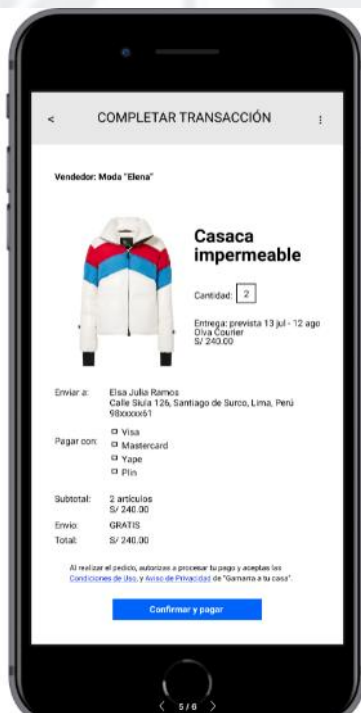 < COMPLETAR TRANSACCIÓN
Vendedor: Moda "Elena"
Casaca
impermeable
Cantidad: 2
Entrega: prevista 13 jul - 12 ago
Olva Courier
S/ 240.00
Enviar a: Elsa Julia Ramos
Calle Siula 126, Santiago de Surco, Lima, Perú
98xxxxx61
Pagar con:
Visa
Mastercard
Yape
Plin
Subtotal: 2 artículos
S/ 240.00
Envío: GRATIS
Total: S/ 240.00
Al realizar el pedido, autorizas a procesar tu pago y aceptas las
Condiciones de Uso, y Aviso de Privacidad de "Gamarra a tu casa".
Confirmar y pagar
< 5/6 >